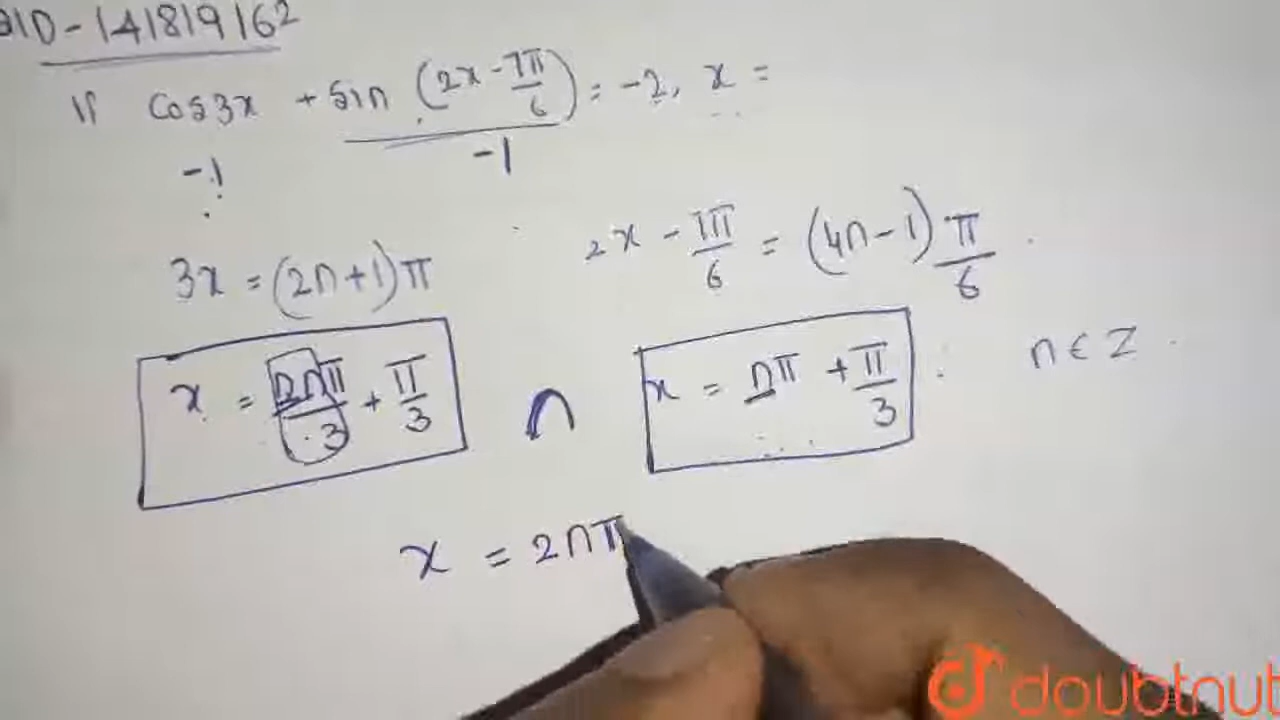 QID-141819162
If cos3x + sin (2x - 7π/6) = -2, x =
-1 -1
3x = (2n+1)π 2x - 7π/6 = (4n-1) π/6
x = 2nπ/3 + π/3 ∩ x = nπ + π/3 n∈Z
x = 2nπ
doubtnut